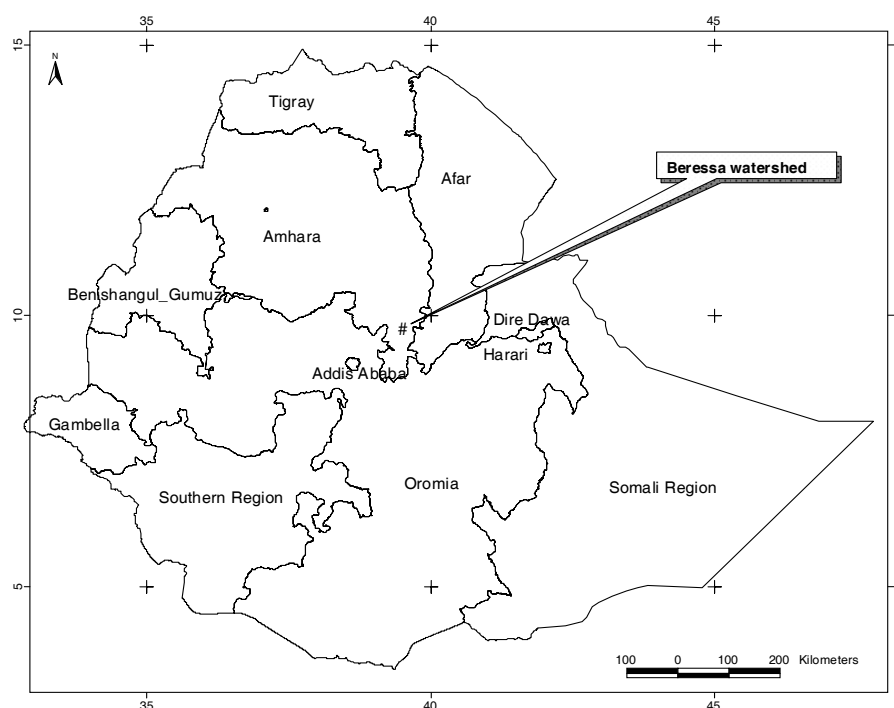 35 40 45
15
N
Tigray
Beressa watershed
Afar
Amhara
Benishangul_Gumuz
10
#
Dire Dawa
Harari
Addis Ababa
Gambella
Oromia
Somali Region
Southern Region
5
100 0 100 200 Kilometers
35 40 45